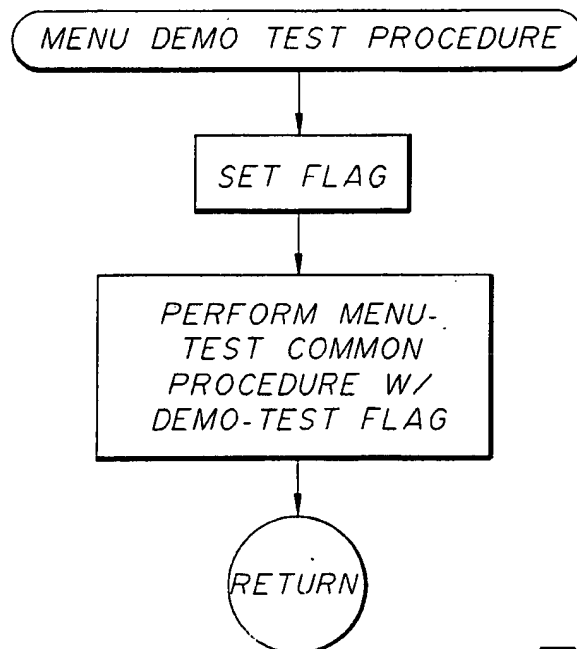 MENU DEMO TEST PROCEDURE
SET FLAG
PERFORM MENU-
TEST COMMON
PROCEDURE W/
DEMO-TEST FLAG
RETURN